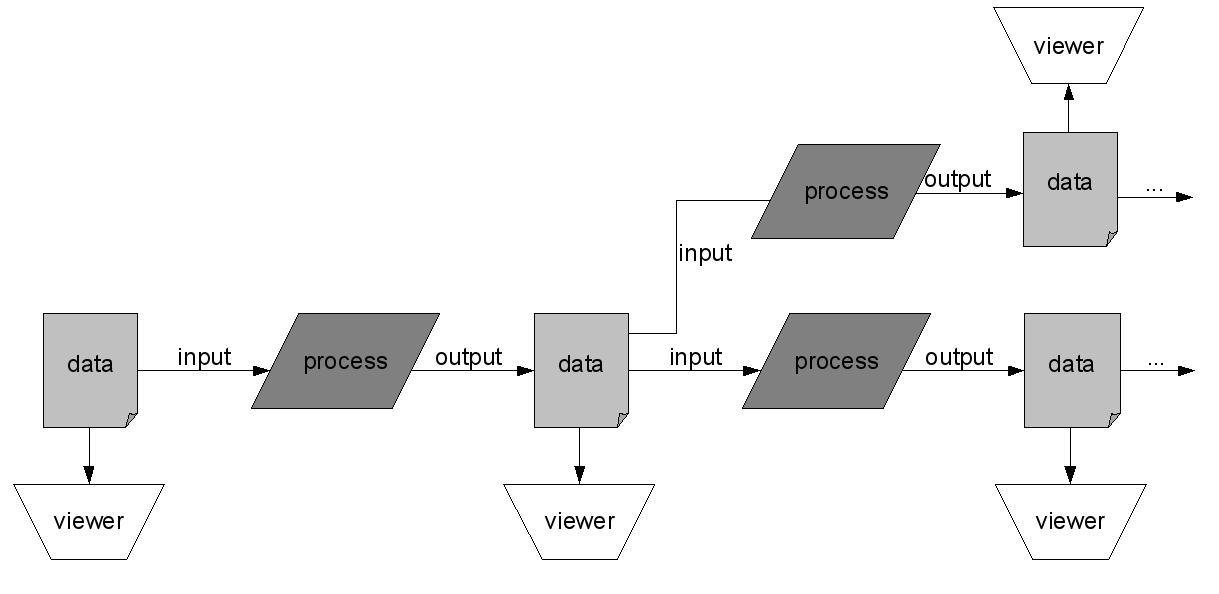 viewer
process
output
data
...
input
data
input
process
output
data
input
process
output
data
...
viewer
viewer
viewer